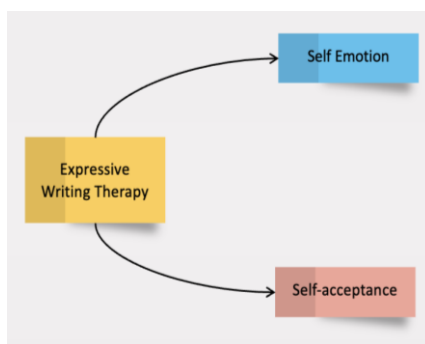 Self Emotion
Expressive
Writing Therapy
Self-acceptance